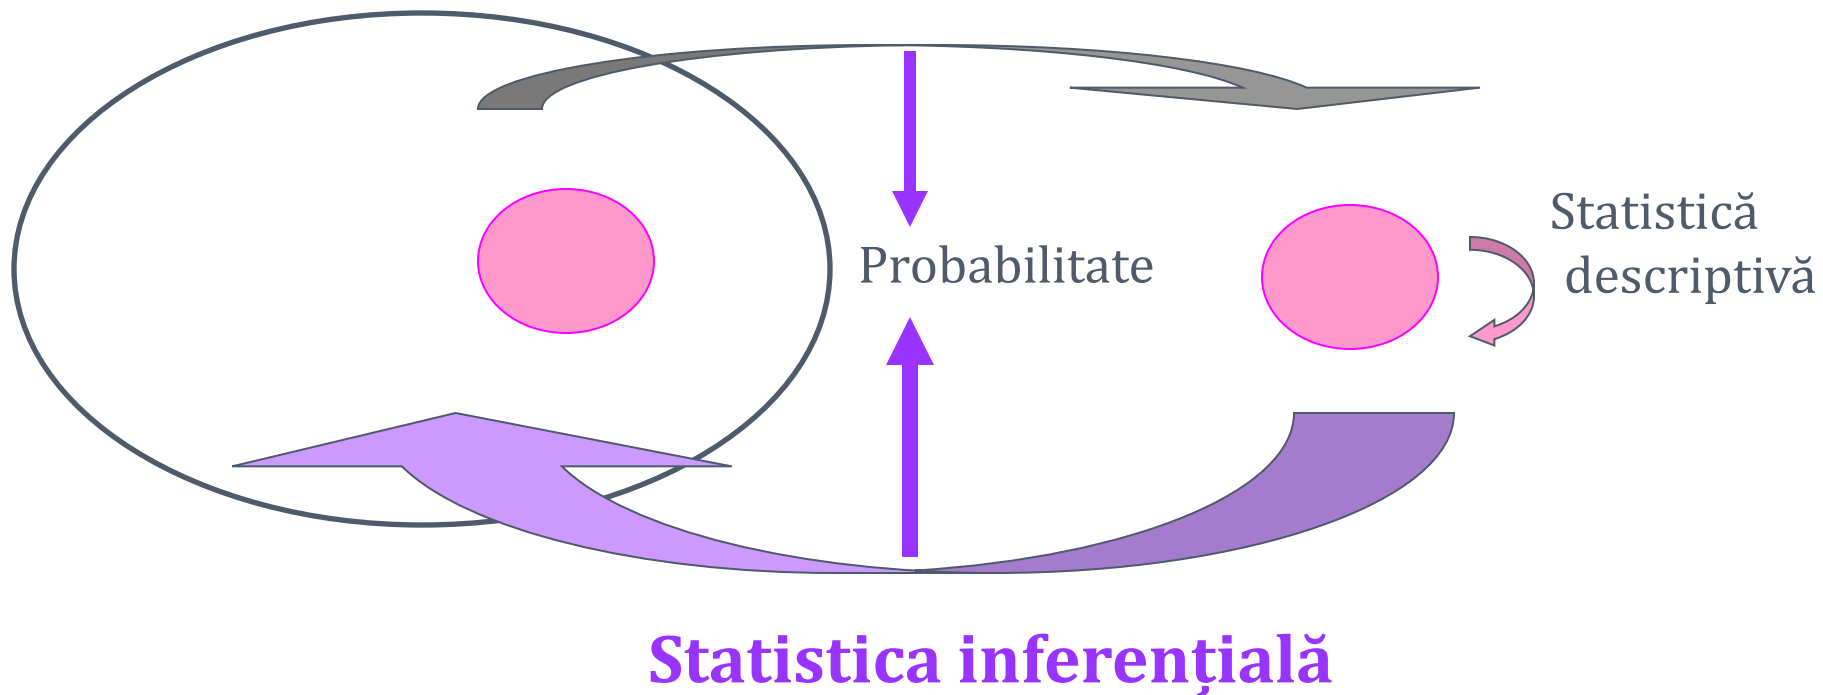 Statistică
Probabilitate
descriptivă
Statistica inferențială